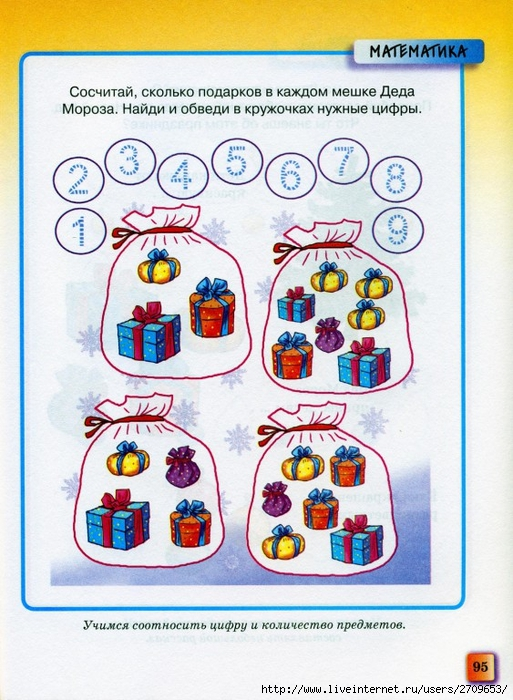 МАТЕМАТИКА
Сосчитай, сколько подарков в каждом мешке Деда
Мороза. Найди и обведи в кружочках нужные цифры.
1 2 3 4 5 6 7 8 9
Учимся соотносить цифру и количество предметов.
95
http://www.liveinternet.ru/users/2709653/